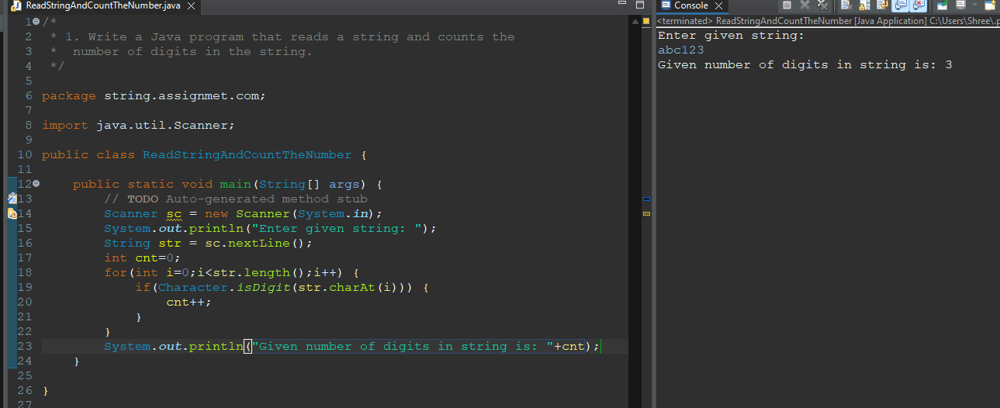 ReadStringAndCountTheNumber.java
1 /*
2 * 1. Write a Java program that reads a string and counts the
3 * number of digits in the string.
4 */
5
6 package string.assignmet.com;
7
8 import java.util.Scanner;
9
10 public class ReadStringAndCountTheNumber {
11
12 public static void main(String[] args) {
13 // TODO Auto-generated method stub
14 Scanner sc = new Scanner(System.in);
15 System.out.println("Enter given string: ");
16 String str = sc.nextLine();
17 int cnt=0;
18 for(int i=0;i<str.length();i++) {
19 if(Character.isDigit(str.charAt(i))) {
20 cnt++;
21 }
22 }
23 System.out.println("Given number of digits in string is: "+cnt);
24 }
25
26 }
27
Console
<terminated> ReadStringAndCountTheNumber [Java Application] C:\Users\Shree\.p
Enter given string:
abc123
Given number of digits in string is: 3